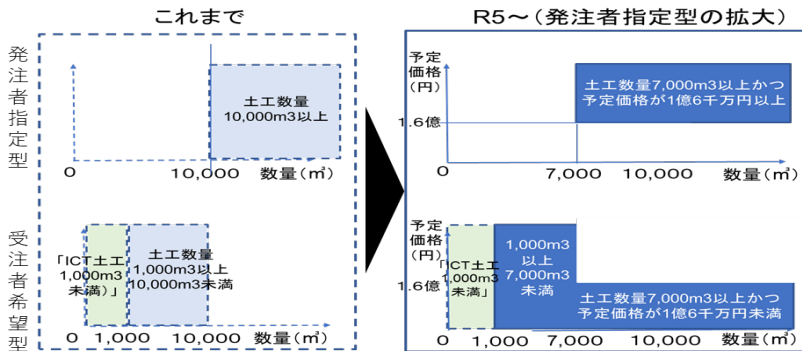 これまで
R5～（発注者指定型の拡大）
発注者指定型
土工数量
10,000m3以上
0
10,000
数量(㎥)
予定
価格
(円)
1.6億
土工数量7,000m3以上かつ
予定価格が1億6千万円以上
0
7,000
10,000
数量(㎥)
受注者希望型
「ICT土工
1,000m3
未満)」
土工数量
1,000m3以上
10,000m3未満
0
1,000
10,000
数量(㎥)
予定
価格
(円)
1.6億
「ICT土工
1,000m3
未満」
1,000m3
以上
7,000m3
未満
土工数量7,000m3以上かつ
予定価格が1億6千万円未満
0
1,000
7,000
10,000
数量(㎥)